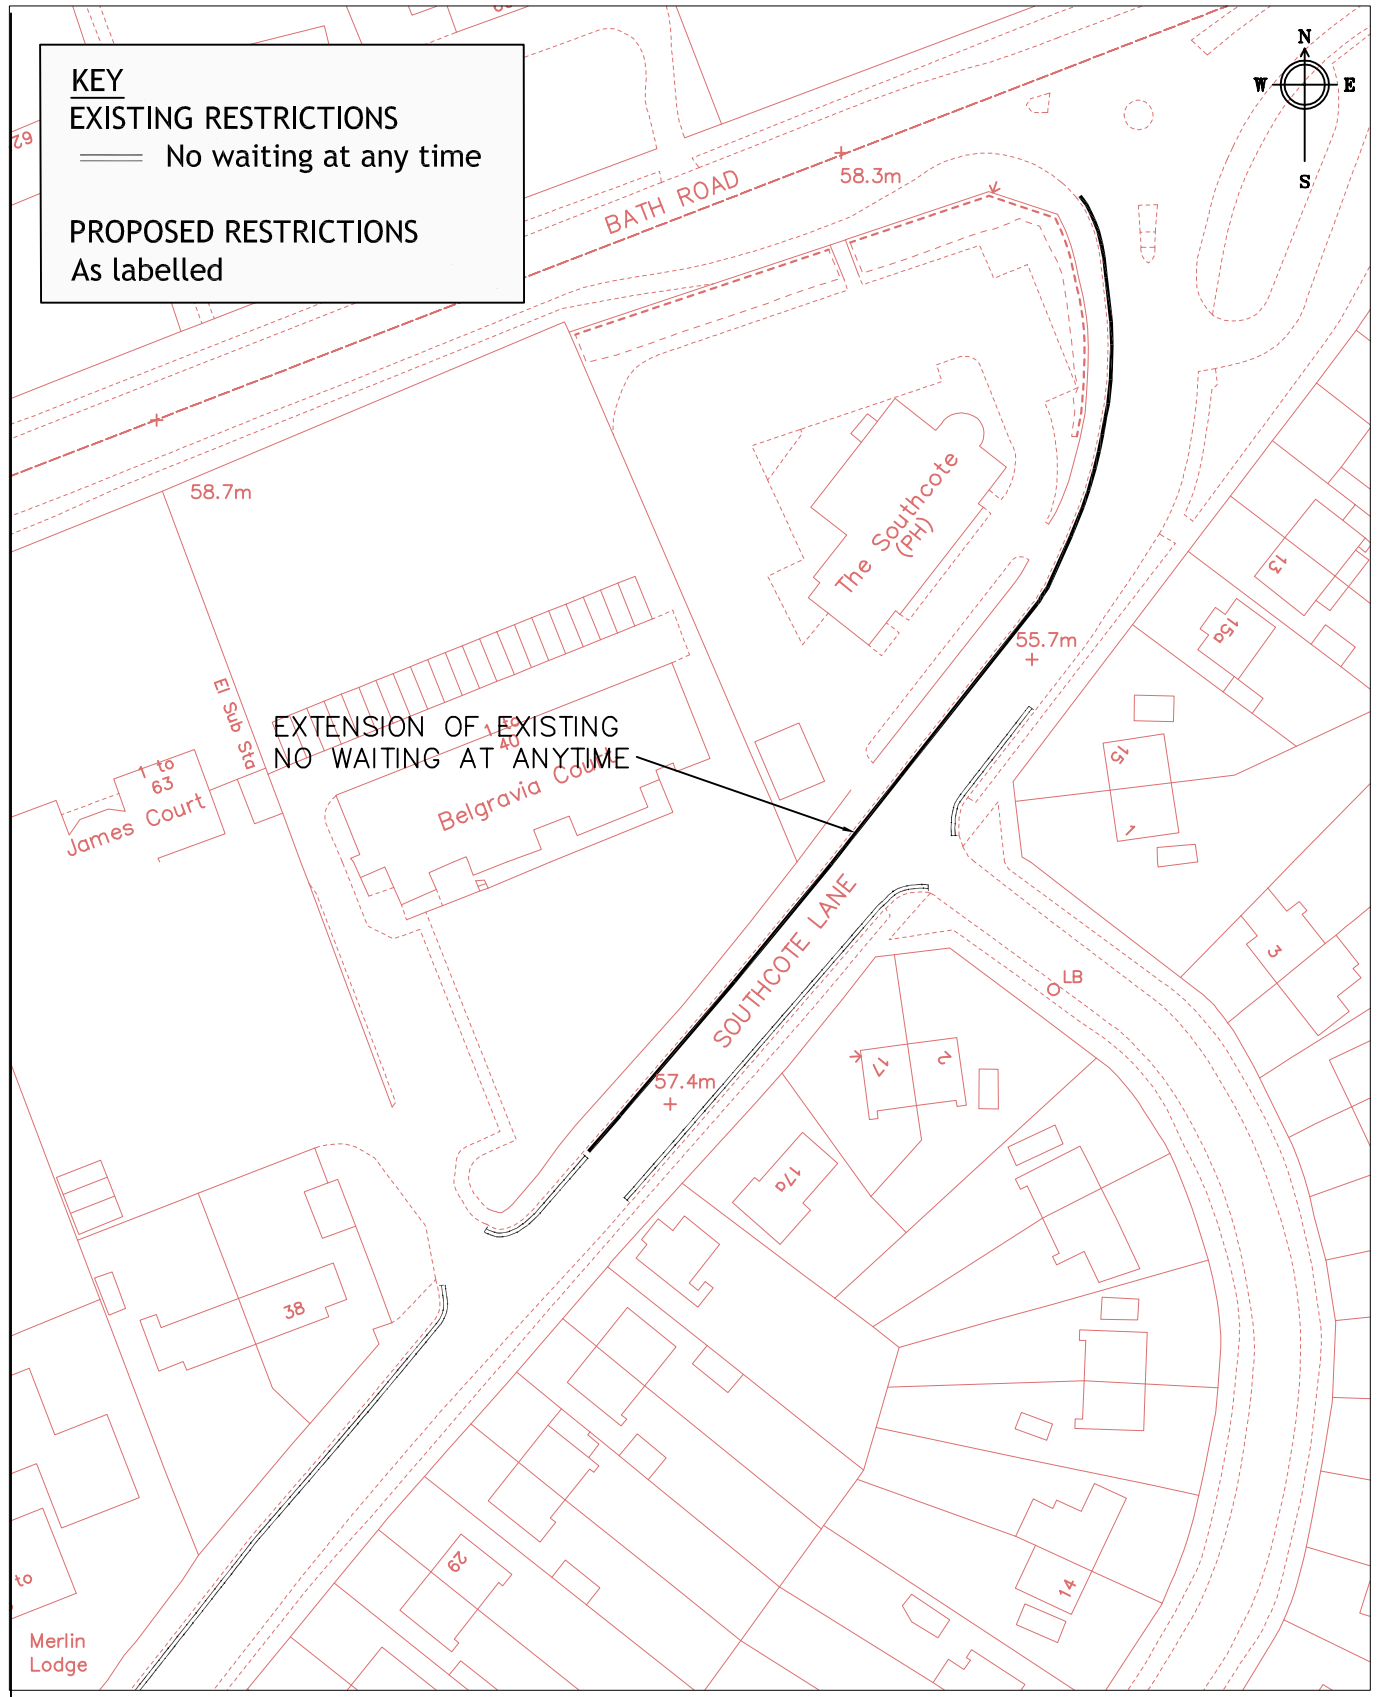 KEY
EXISTING RESTRICTIONS
No waiting at any time
PROPOSED RESTRICTIONS
As labelled
N
W E
S
62
BATH ROAD
58.3m
58.7m
The Southcote
(PH)
13
15a
55.7m
El Sub Sta
EXTENSION OF EXISTING
NO WAITING AT ANYTIME
1 to
40
Belgravia Court
1 to
63
James Court
15
1
3
SOUTHCOTE LANE
LB
17
2
57.4m
17a
38
29
14
to
Merlin
Lodge